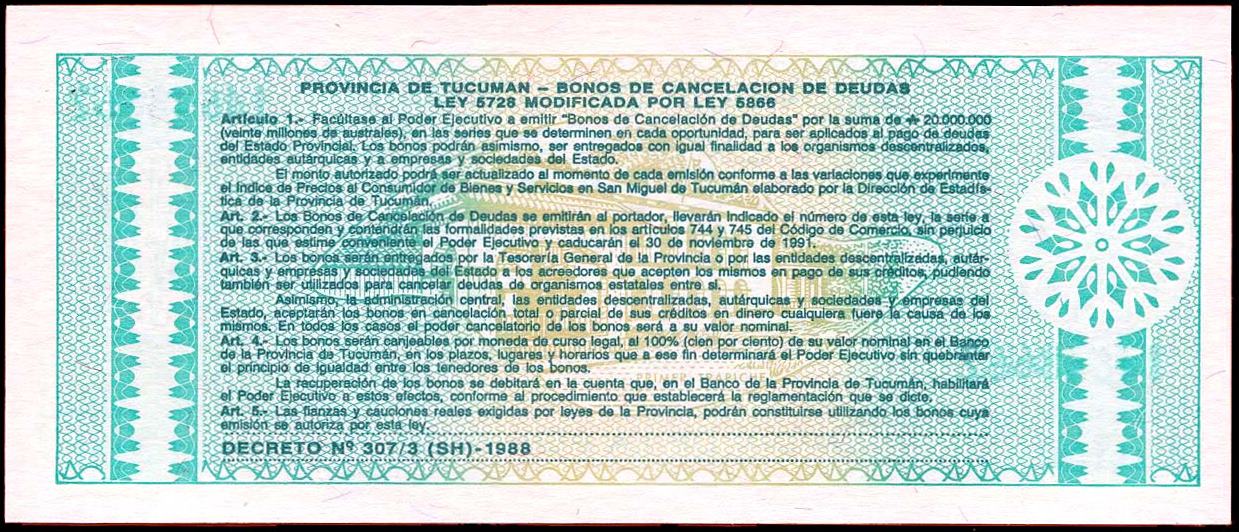 PROVINCIA DE TUCUMAN – BONOS DE CANCELACION DE DEUDAS
LEY 5728 MODIFICADA POR LEY 5866
Artículo 1.- Facúltase al Poder Ejecutivo a emitir "Bonos de Cancelación de Deudas" por la suma de ₳ 20.000.000
(veinte millones de australes), en las series que se determinen en cada oportunidad, para ser aplicados al pago de deudas
del Estado Provincial. Los bonos podrán asimismo, ser entregados con igual finalidad a los organismos descentralizados,
entidades autárquicas y a empresas y sociedades del Estado.
El monto autorizado podrá ser actualizado al momento de cada emisión conforme a las variaciones que experimente
el Indice de Precios al Consumidor de Bienes y Servicios en San Miguel de Tucumán elaborado por la Dirección de Estadís-
tica de la Provincia de Tucumán.
Art. 2.- Los Bonos de Cancelación de Deudas se emitirán al portador, llevarán indicado el número de esta ley, la serie a
que corresponden y contendrán las formalidades previstas en los artículos 744 y 745 del Código de Comercio, sin perjuicio
de las que estime conveniente el Poder Ejecutivo y caducarán el 30 de noviembre de 1991.
Art. 3.- Los bonos serán entregados por la Tesorería General de la Provincia o por las entidades descentralizadas, autár-
quicas y empresas y sociedades del Estado a los acreedores que acepten los mismos en pago de sus créditos, pudiendo
también ser utilizados para cancelar deudas de organismos estatales entre sí.
Asimismo, la administración central, las entidades descentralizadas, autárquicas y sociedades y empresas del
Estado, aceptarán los bonos en cancelación total o parcial de sus créditos en dinero cualquiera fuere la causa de los
mismos. En todos los casos el poder cancelatorio de los bonos será a su valor nominal.
Art. 4.- Los bonos serán canjeables por moneda de curso legal, al 100% (cien por ciento) de su valor nominal en el Banco
de la Provincia de Tucumán, en los plazos, lugares y horarios que a ese fin determinará el Poder Ejecutivo sin quebrantar
el principio de igualdad entre los tenedores de los bonos.
PRIMER TRAPICHE
La recuperación de los bonos se debitará en la cuenta que, en el Banco de la Provincia de Tucumán, habilitará
el Poder Ejecutivo a estos efectos, conforme al procedimiento que establecerá la reglamentación que se dicte.
Art. 5.- Las fianzas y cauciones reales exigidas por leyes de la Provincia, podrán constituirse utilizando los bonos cuya
emisión se autoriza por esta ley.
DECRETO Nº 307/3 (SH)-1988